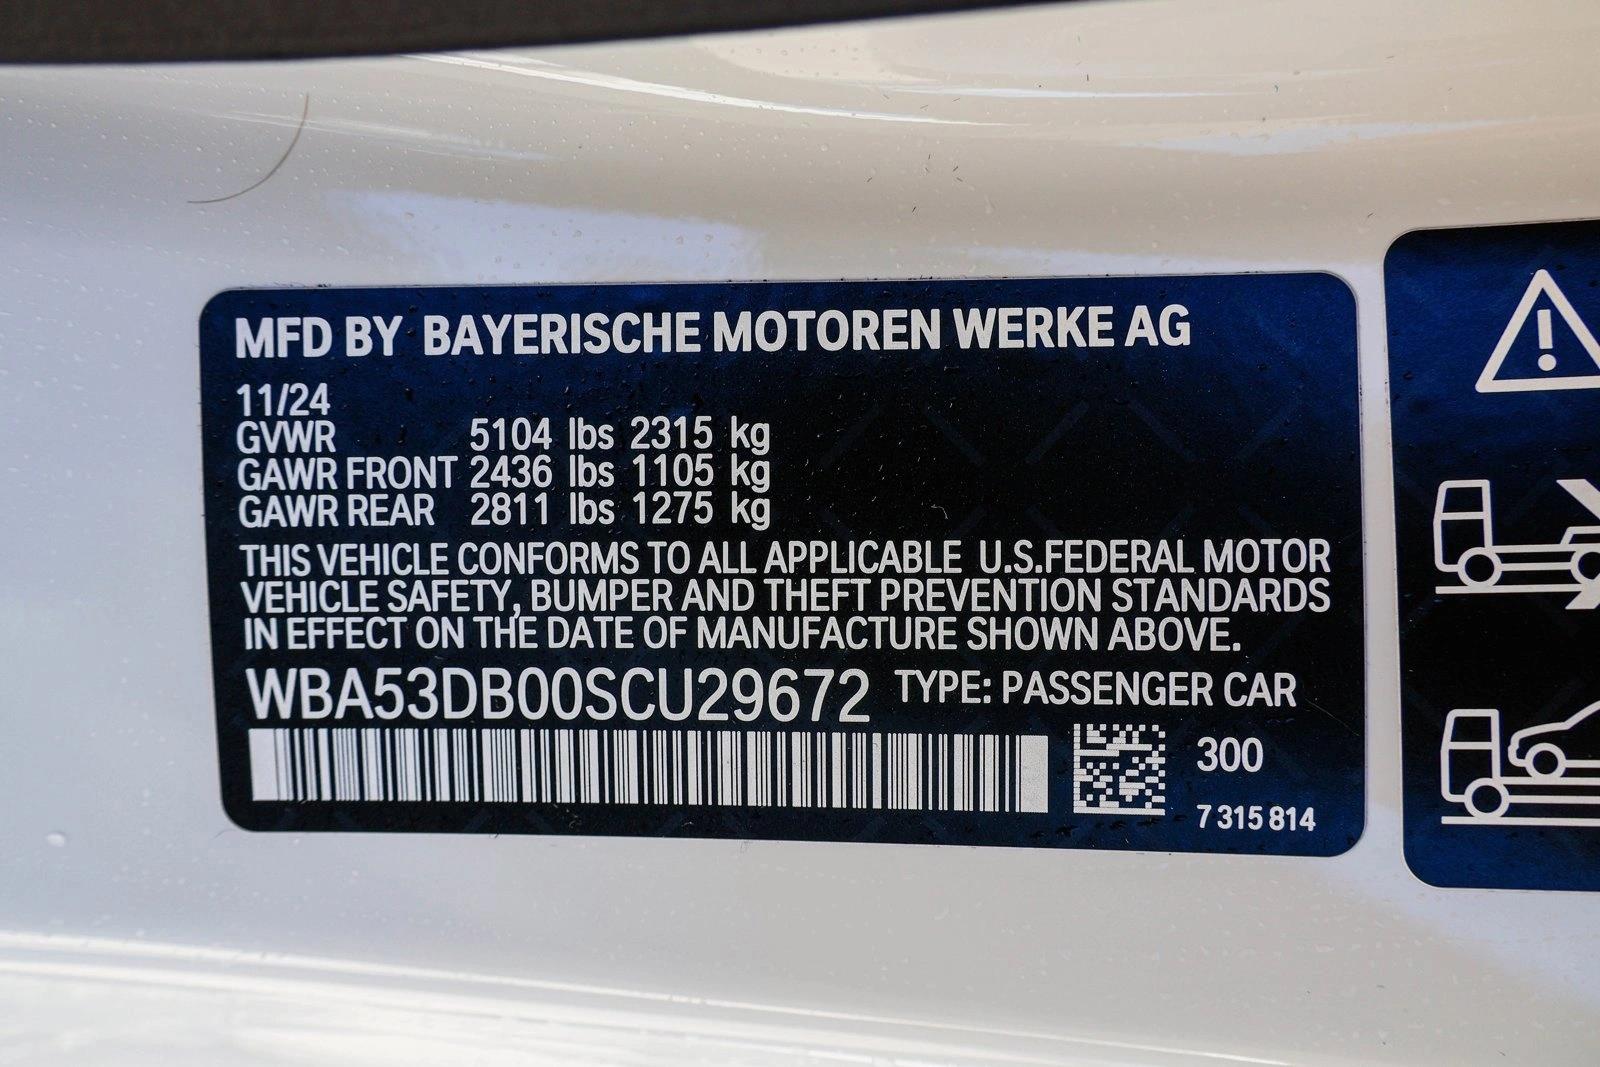 MFD BY BAYERISCHE MOTOREN WERKE AG
11/24
GVWR 5104 lbs 2315 kg
GAWR FRONT 2436 lbs 1105 kg
GAWR REAR 2811 lbs 1275 kg
THIS VEHICLE CONFORMS TO ALL APPLICABLE U.S.FEDERAL MOTOR
VEHICLE SAFETY, BUMPER AND THEFT PREVENTION STANDARDS
IN EFFECT ON THE DATE OF MANUFACTURE SHOWN ABOVE.
WBA53DB00SCU29672 TYPE: PASSENGER CAR
300
7 315 814